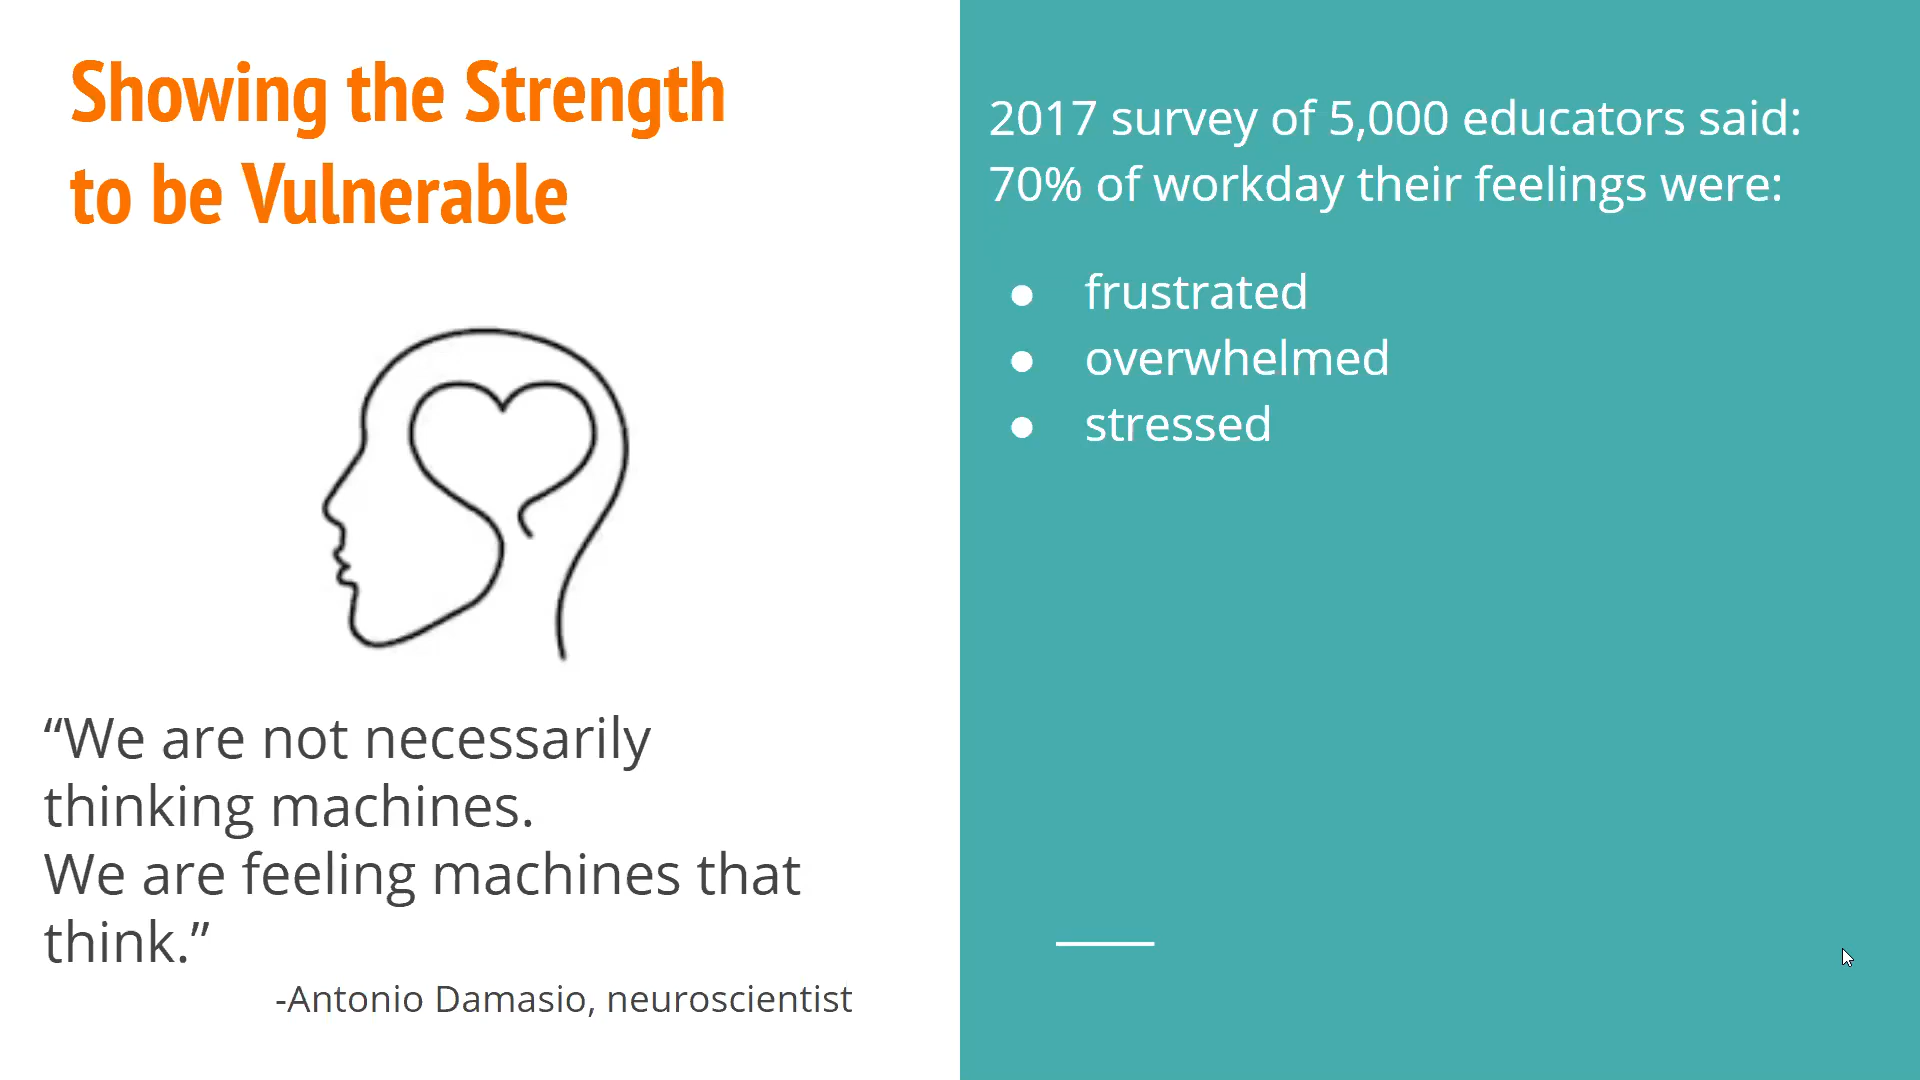 Showing the Strength
to be Vulnerable
“We are not necessarily
thinking machines.
We are feeling machines that
think.”
-Antonio Damasio, neuroscientist
2017 survey of 5,000 educators said:
70% of workday their feelings were:
● frustrated
● overwhelmed
● stressed